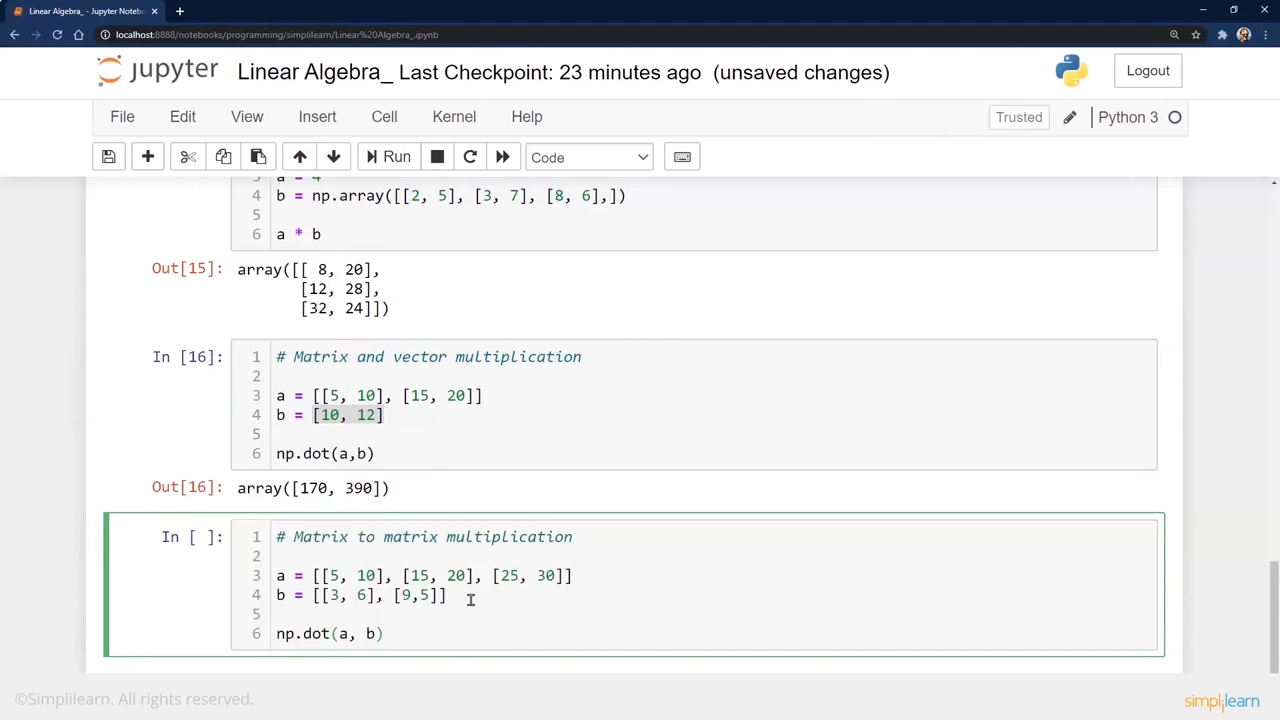 Linear Algebra_ - Jupyter Notebo
localhost:8888/notebooks/programming/simplilearn/Linear%20Algebra_.ipynb
jupyter Linear Algebra_ Last Checkpoint: 23 minutes ago (unsaved changes) Logout
File Edit View Insert Cell Kernel Help Trusted Python 3
Run Code
3 a = 4
4 b = np.array([[2, 5], [3, 7], [8, 6],])
5
6 a * b
Out[15]: array([[ 8, 20],
[12, 28],
[32, 24]])
In [16]: 1 # Matrix and vector multiplication
2
3 a = [[5, 10], [15, 20]]
4 b = [10, 12]
5
6 np.dot(a,b)
Out[16]: array([170, 390])
In [ ]: 1 # Matrix to matrix multiplication
2
3 a = [[5, 10], [15, 20], [25, 30]]
4 b = [[3, 6], [9,5]]
5
6 np.dot(a, b)
©Simplilearn. All rights reserved. simplilearn